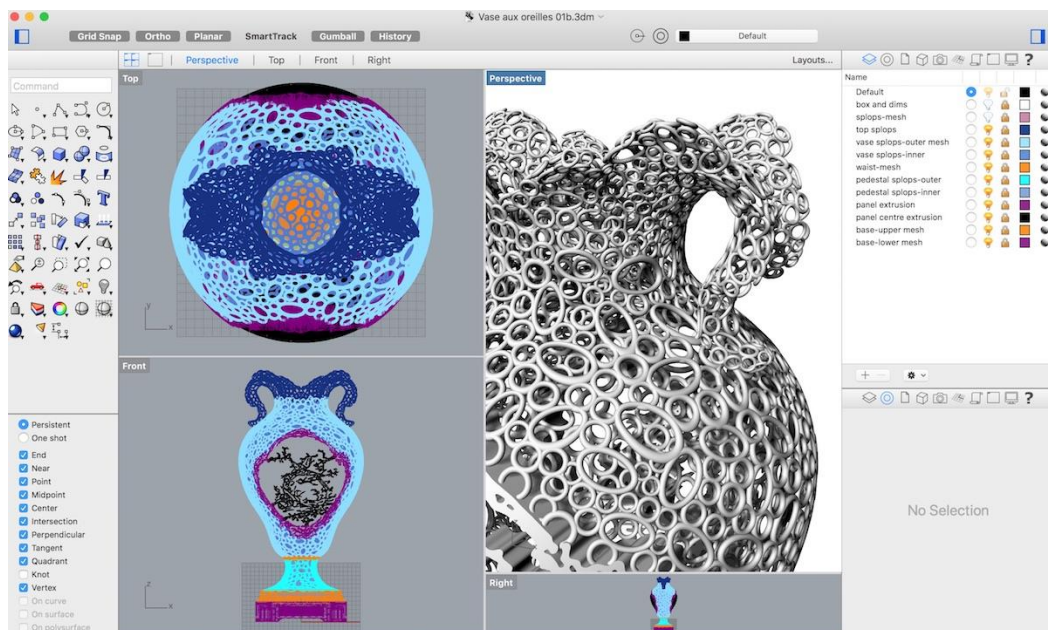 Vase aux oreilles 01b.3dm
Grid Snap Ortho Planar SmartTrack Gumball History Default
Perspective Top Front Right Layouts...
Command
Top
Perspective
Front
Right
y
x
z
x
Persistent
One shot
End
Near
Point
Midpoint
Center
Intersection
Perpendicular
Tangent
Quadrant
Knot
Vertex
On curve
On surface
On polysurface
Name
Default
box and dims
splops-mesh
top splops
vase splops-outer mesh
vase splops-inner
waist-mesh
pedestal splops-outer
pedestal splops-inner
panel extrusion
panel centre extrusion
base-upper mesh
base-lower mesh
No Selection